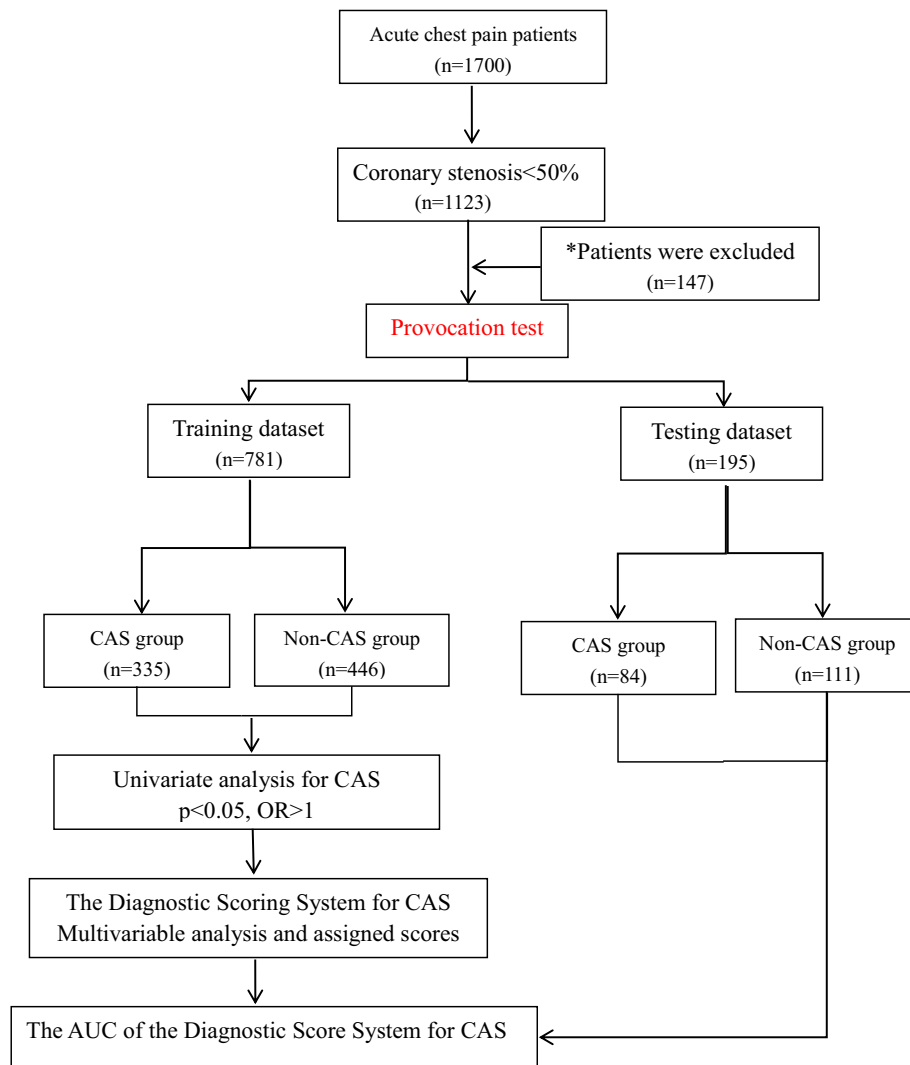 Acute chest pain patients
(n=1700)
Coronary stenosis<50%
(n=1123)
*Patients were excluded
(n=147)
Provocation test
Training dataset
(n=781)
Testing dataset
(n=195)
CAS group
(n=335)
Non-CAS group
(n=446)
CAS group
(n=84)
Non-CAS group
(n=111)
Univariate analysis for CAS
p<0.05, OR>1
The Diagnostic Scoring System for CAS
Multivariable analysis and assigned scores
The AUC of the Diagnostic Score System for CAS